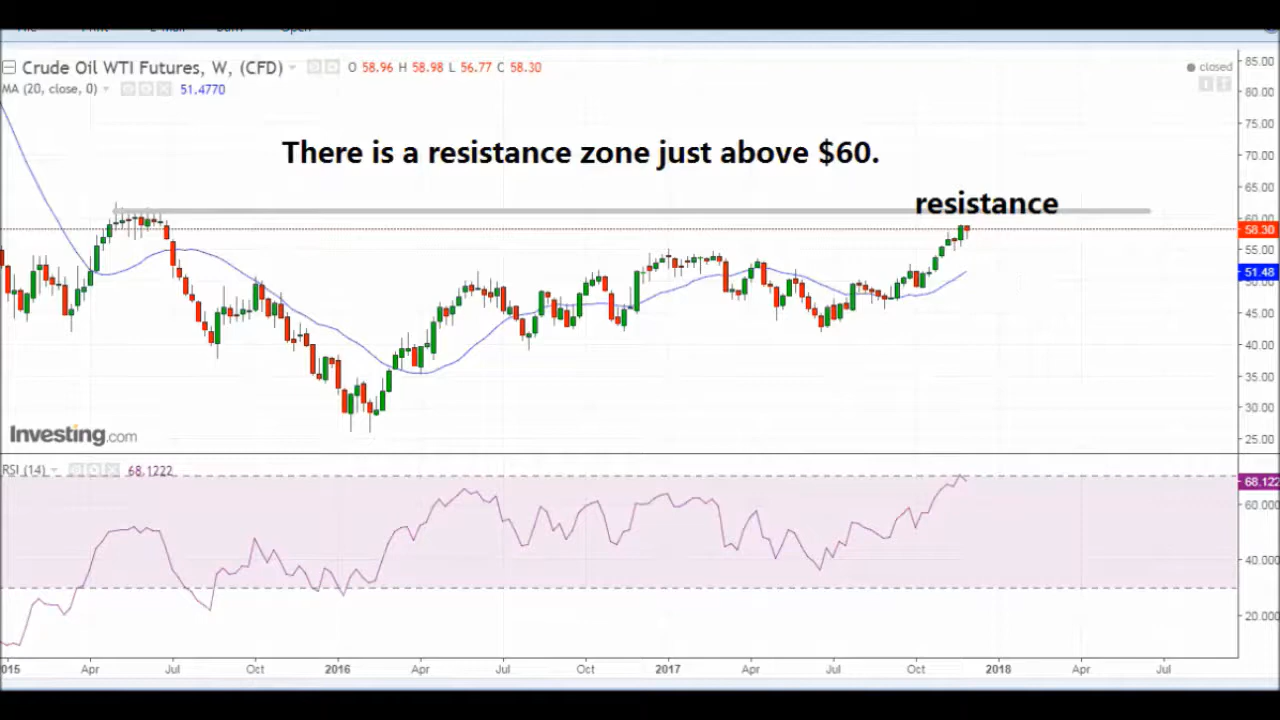 Crude Oil WTI Futures, W, (CFD) O 58.96 H 58.98 L 56.77 C 58.30
closed
MA (20, close, 0) 51.4770
There is a resistance zone just above $60.
resistance
85.00
80.00
75.00
70.00
65.00
60.00
58.30
55.00
51.48
50.00
45.00
40.00
35.00
30.00
25.00
Investing.com
RSI (14) 68.1222
68.122
60.000
40.000
20.000
2015 Apr Jul Oct 2016 Apr Jul Oct 2017 Apr Jul Oct 2018 Apr Jul